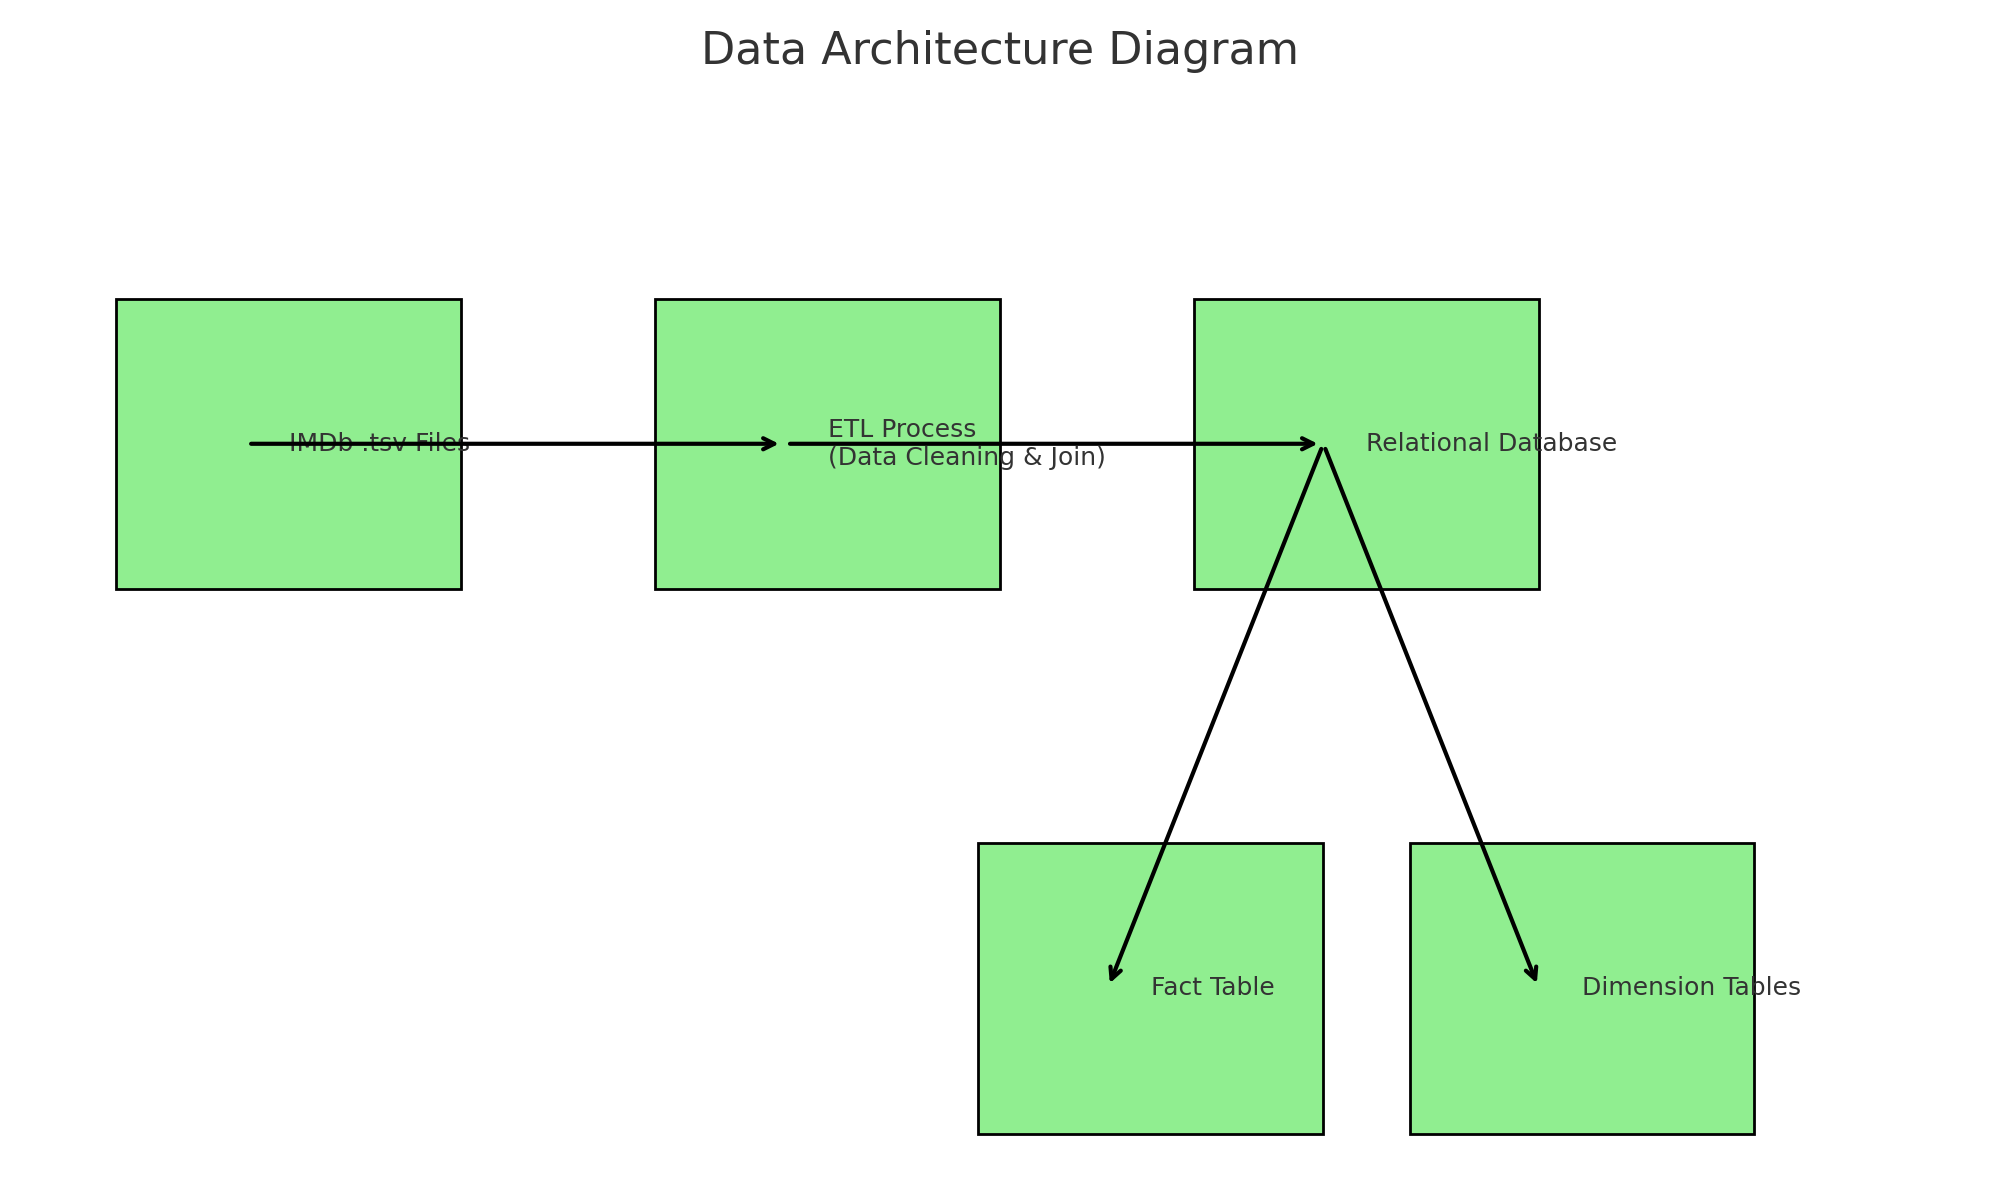 Data Architecture Diagram
IMDb .tsv Files
ETL Process
(Data Cleaning & Join)
Relational Database
Fact Table
Dimension Tables